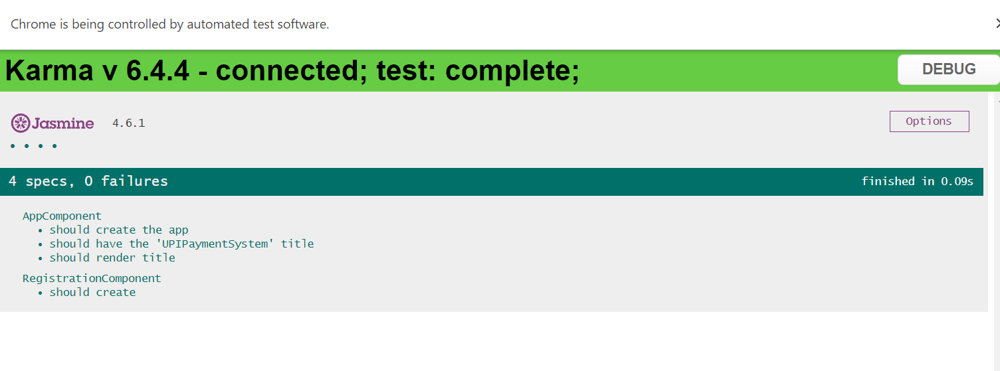 Chrome is being controlled by automated test software.
Karma v 6.4.4 - connected; test: complete;
DEBUG
Jasmine 4.6.1
Options
• • • •
4 specs, 0 failures
finished in 0.09s
AppComponent
• should create the app
• should have the 'UPIPaymentSystem' title
• should render title
RegistrationComponent
• should create